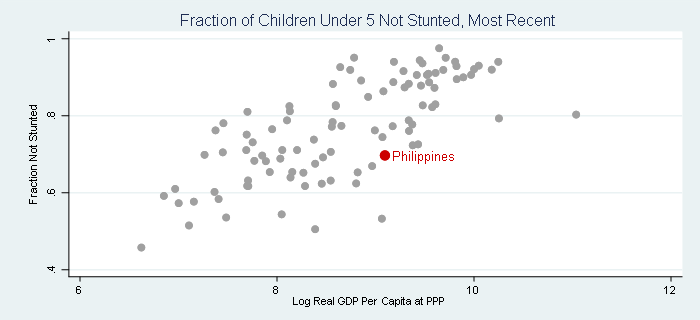 Fraction of Children Under 5 Not Stunted, Most Recent
1
.8
.6
.4
Fraction Not Stunted
Philippines
6
8
10
12
Log Real GDP Per Capita at PPP